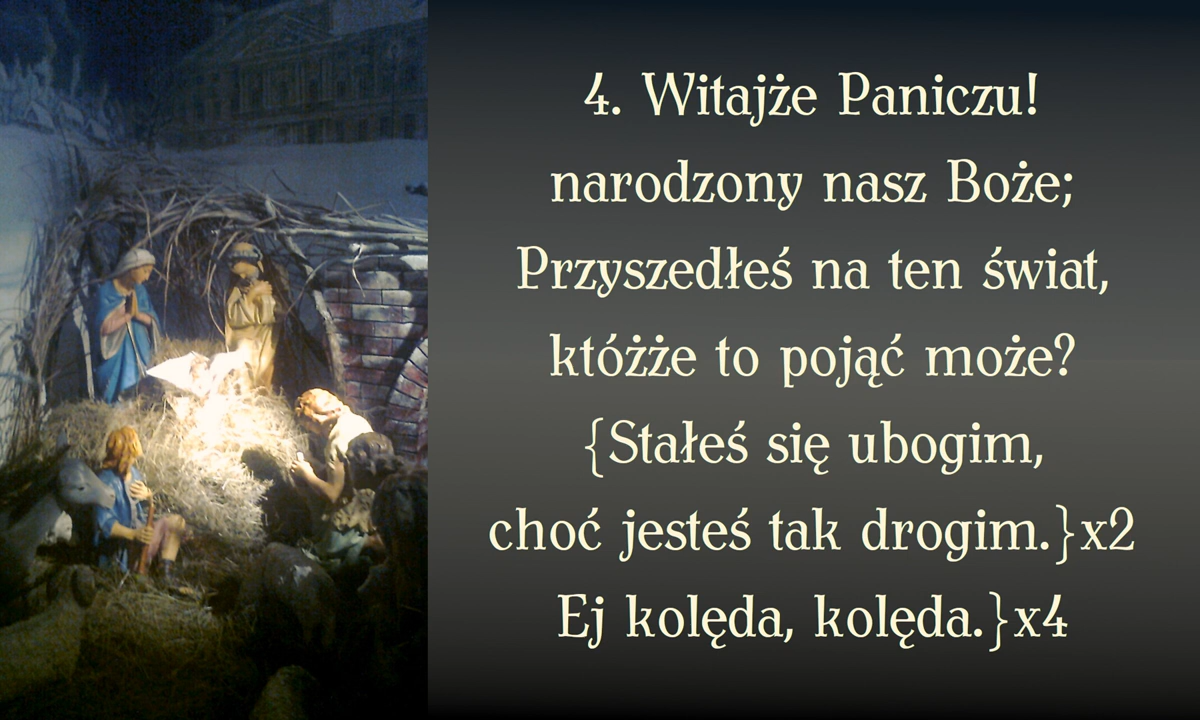 4. Witajże Paniczu!
narodzony nasz Boże;
Przyszedłeś na ten świat,
któżże to pojąć może?
{Stałeś się ubogim,
choć jesteś tak drogim.}x2
Ej kolęda, kolęda.}x4